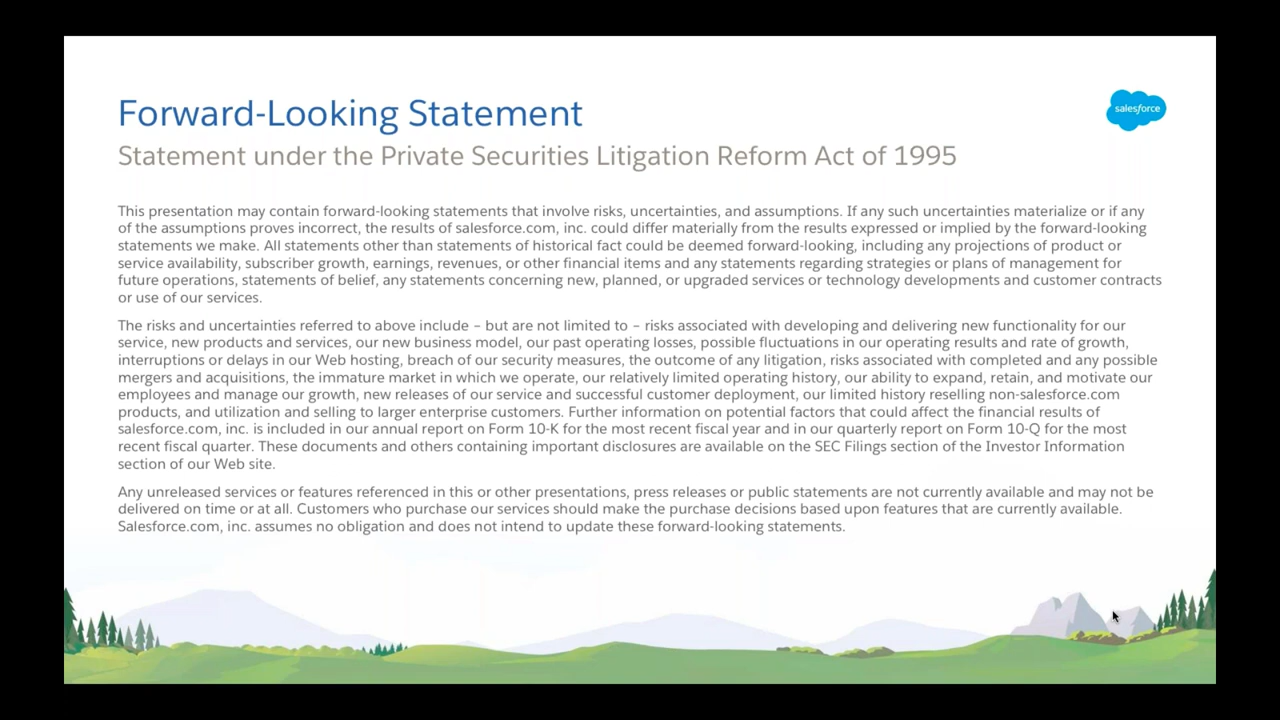 Forward-Looking Statement
salesforce
Statement under the Private Securities Litigation Reform Act of 1995
This presentation may contain forward-looking statements that involve risks, uncertainties, and assumptions. If any such uncertainties materialize or if any
of the assumptions proves incorrect, the results of salesforce.com, inc. could differ materially from the results expressed or implied by the forward-looking
statements we make. All statements other than statements of historical fact could be deemed forward-looking, including any projections of product or
service availability, subscriber growth, earnings, revenues, or other financial items and any statements regarding strategies or plans of management for
future operations, statements of belief, any statements concerning new, planned, or upgraded services or technology developments and customer contracts
or use of our services.
The risks and uncertainties referred to above include – but are not limited to – risks associated with developing and delivering new functionality for our
service, new products and services, our new business model, our past operating losses, possible fluctuations in our operating results and rate of growth,
interruptions or delays in our Web hosting, breach of our security measures, the outcome of any litigation, risks associated with completed and any possible
mergers and acquisitions, the immature market in which we operate, our relatively limited operating history, our ability to expand, retain, and motivate our
employees and manage our growth, new releases of our service and successful customer deployment, our limited history reselling non-salesforce.com
products, and utilization and selling to larger enterprise customers. Further information on potential factors that could affect the financial results of
salesforce.com, inc. is included in our annual report on Form 10-K for the most recent fiscal year and in our quarterly report on Form 10-Q for the most
recent fiscal quarter. These documents and others containing important disclosures are available on the SEC Filings section of the Investor Information
section of our Web site.
Any unreleased services or features referenced in this or other presentations, press releases or public statements are not currently available and may not be
delivered on time or at all. Customers who purchase our services should make the purchase decisions based upon features that are currently available.
Salesforce.com, inc. assumes no obligation and does not intend to update these forward-looking statements.